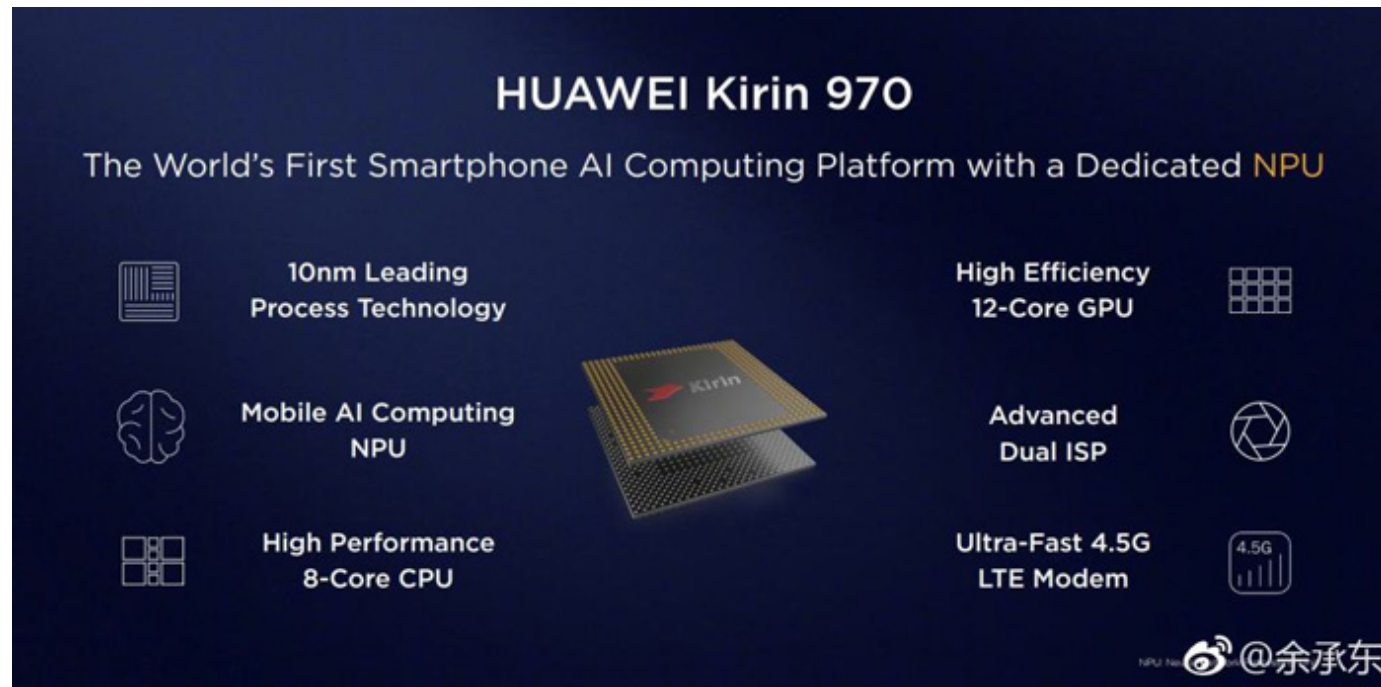 HUAWEI Kirin 970
The World's First Smartphone AI Computing Platform with a Dedicated NPU
10nm Leading
Process Technology
Mobile AI Computing
NPU
High Performance
8-Core CPU
Kirin
High Efficiency
12-Core GPU
Advanced
Dual ISP
Ultra-Fast 4.5G
LTE Modem
4.5G
NPU:
@余承东